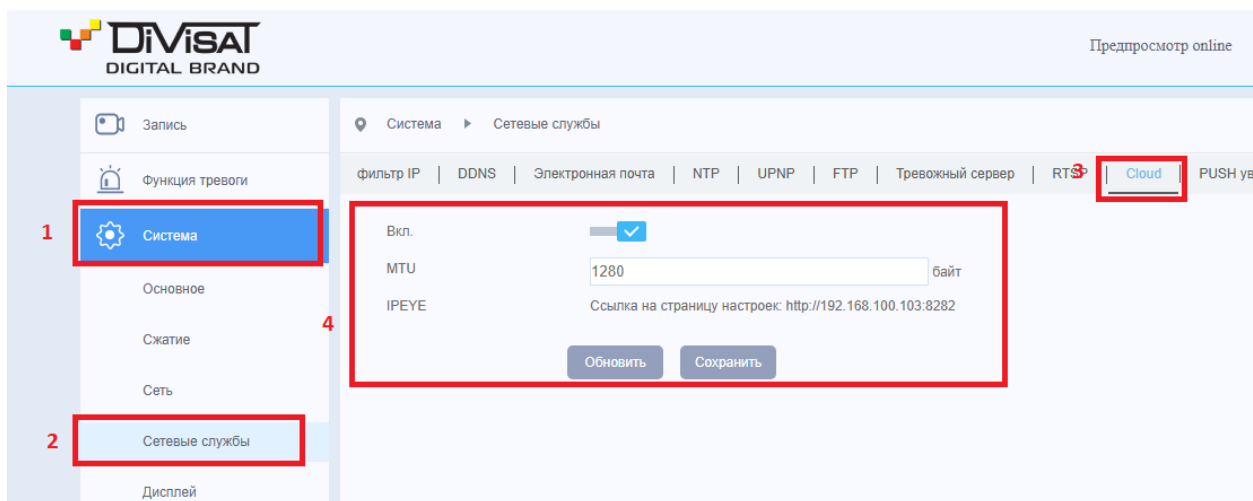 DiViSAT
DIGITAL BRAND
Предпросмотр online
Запись
Функция тревоги
1
Система
Основное
Сжатие
Сеть
2
Сетевые службы
Дисплей
Система
Сетевые службы
фильтр IP | DDNS | Электронная почта | NTP | UPNP | FTP | Тревожный сервер | RTSP | Cloud | PUSH ув
3
4
Вкл.
MTU 1280 байт
IPEYE Ссылка на страницу настроек: http://192.168.100.103:8282
Обновить Сохранить